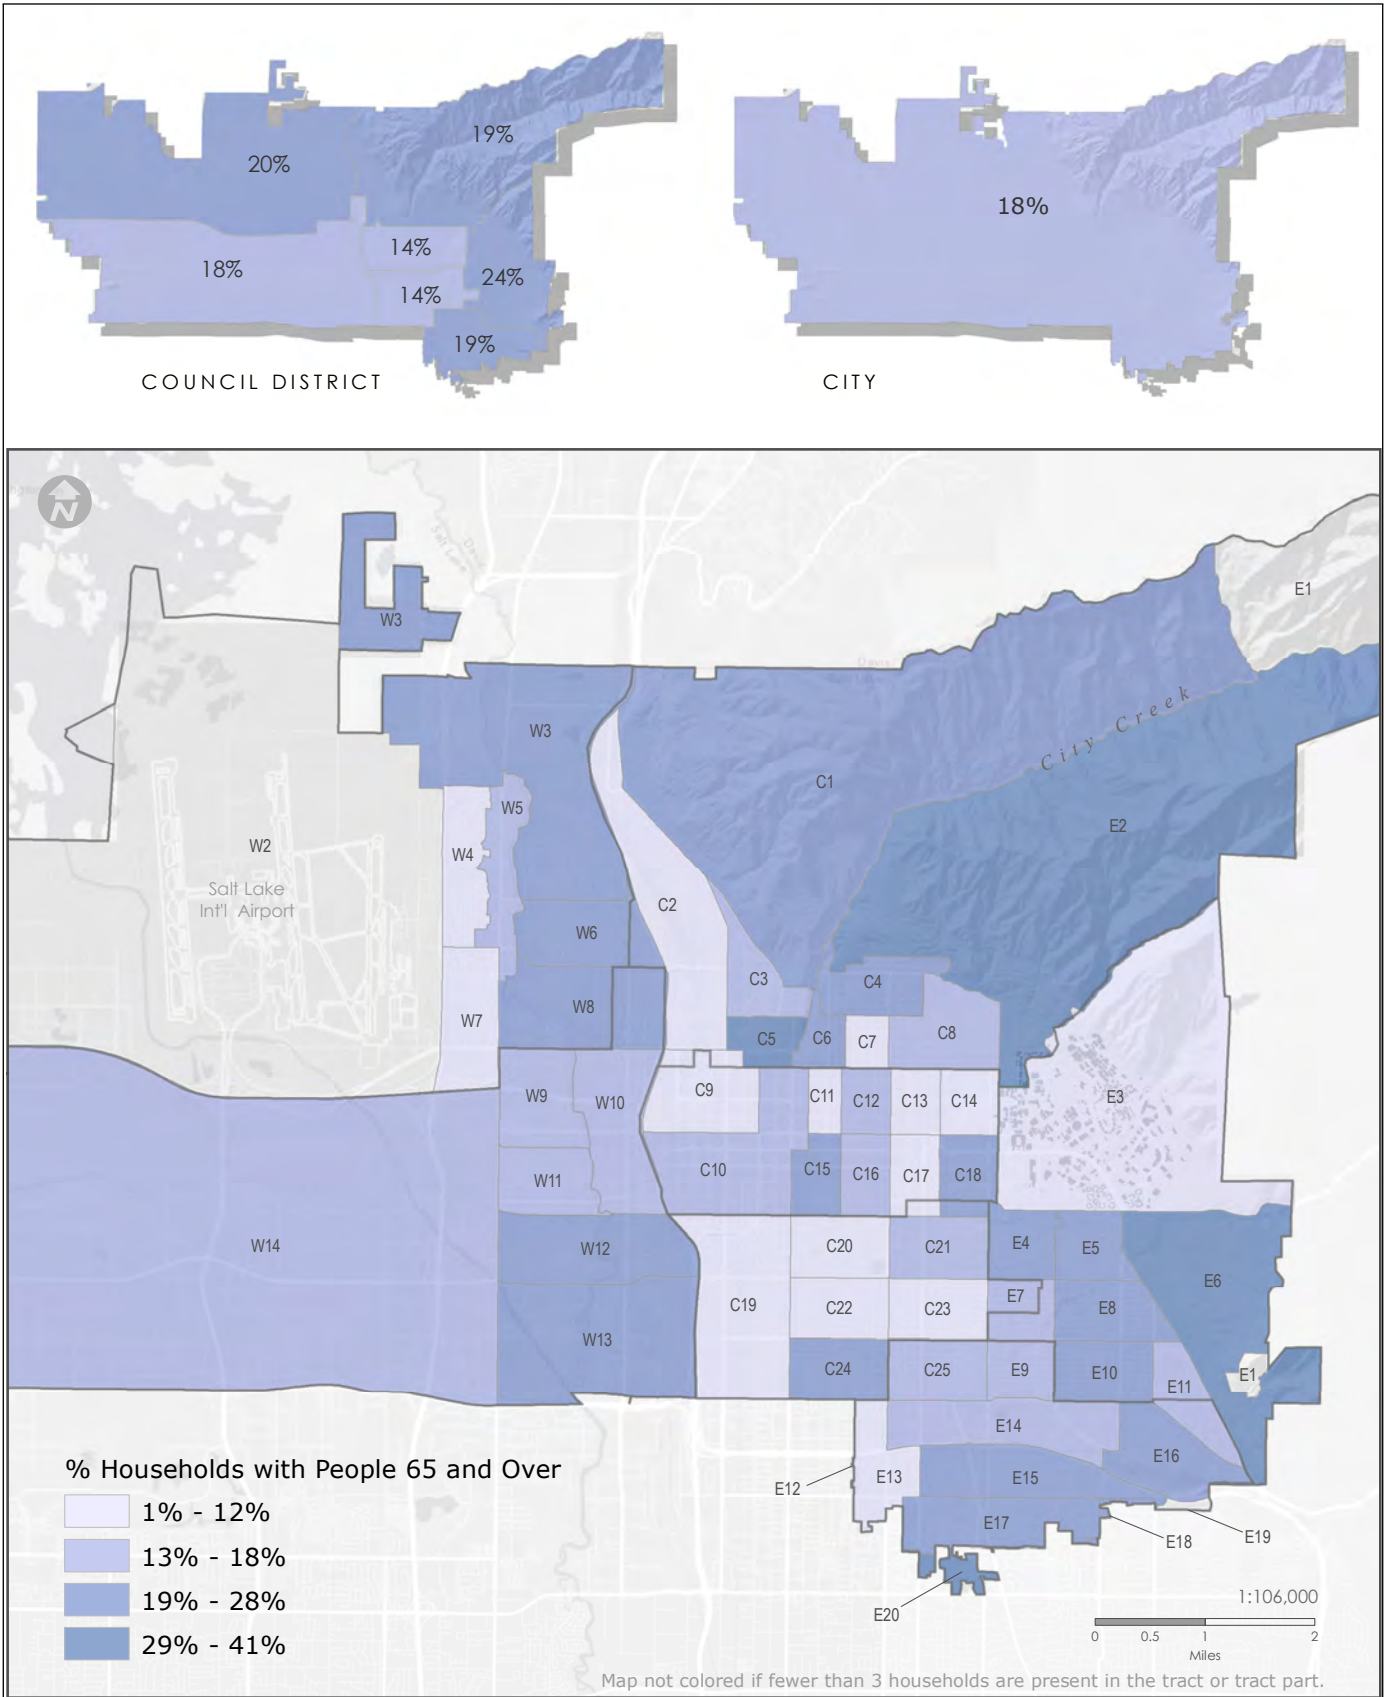 20%
19%
18%
14%
14%
24%
19%
COUNCIL DISTRICT
18%
CITY
N
Davis
Salt Lake
E1
W3
Davis
City Creek
W3
C1
E2
W5
W4
W2
Salt Lake
Int'l Airport
C2
W6
C3
C4
W8
W7
C5
C6
C7
C8
C9
C11
C12
C13
C14
E3
W9
W10
W11
C10
C15
C16
C17
C18
W14
W12
C20
C21
E4
E5
E6
C19
C22
C23
E7
E8
W13
C24
C25
E9
E10
E11
E1
E14
E16
E12
E13
E15
E17
E18
E19
E20
% Households with People 65 and Over
1% - 12%
13% - 18%
19% - 28%
29% - 41%
1:106,000
0 0.5 1 2
Miles
Map not colored if fewer than 3 households are present in the tract or tract part.